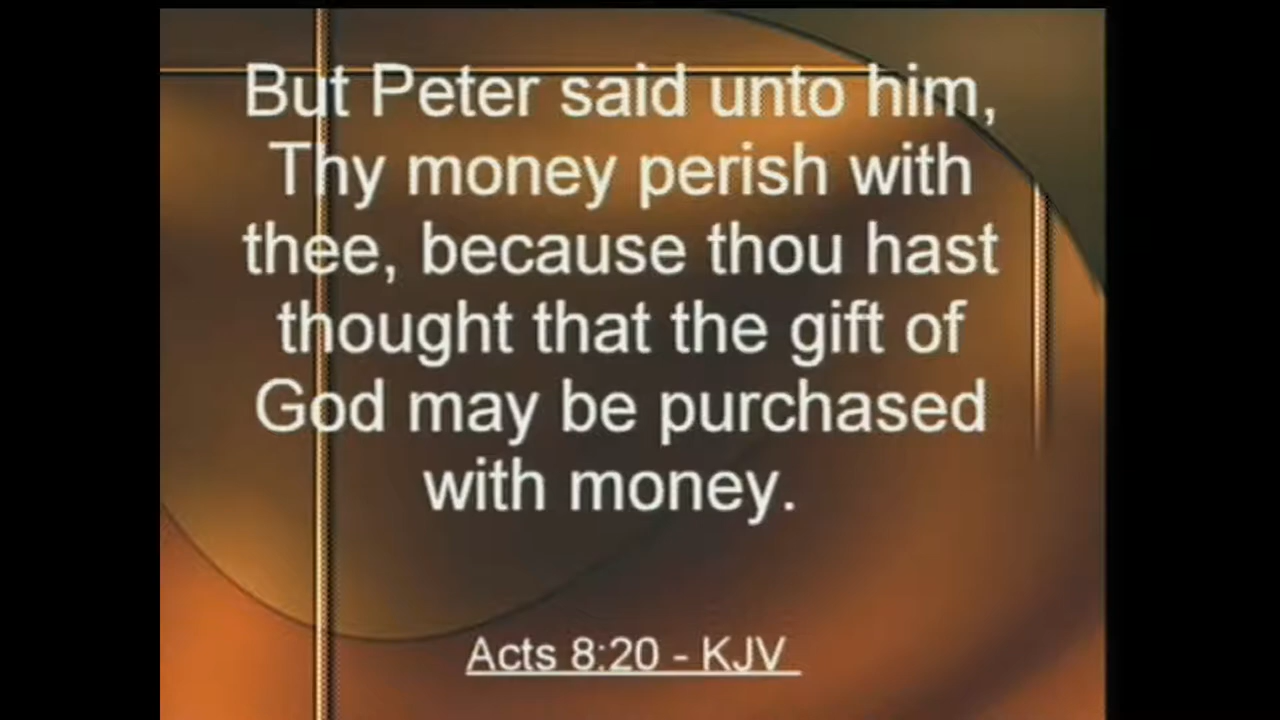 But Peter said unto him,
Thy money perish with
thee, because thou hast
thought that the gift of
God may be purchased
with money.
Acts 8:20 - KJV